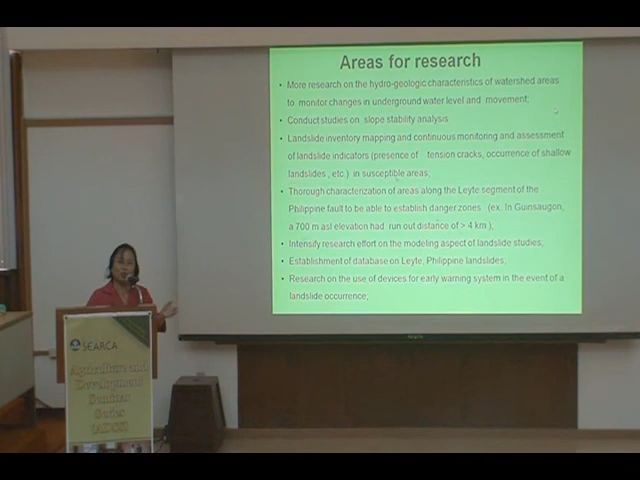 Areas for research
• More research on the hydro-geologic characteristics of watershed areas
to monitor changes in underground water level and movement;
• Conduct studies on slope stability analysis
• Landslide inventory mapping and continuous monitoring and assessment
of landslide indicators (presence of tension cracks, occurrence of shallow
landslides , etc.) in susceptible areas;
• Thorough characterization of areas along the Leyte segment of the
Philippine fault to be able to establish danger zones (ex. In Guinsaugon,
a 700 m asl elevation had run out distance of > 4 km );
• Intensify research effort on the modeling aspect of landslide studies;
• Establishment of database on Leyte, Philippine landslides;
• Research on the use of devices for early warning system in the event of a
landslide occurrence;
SEARCA
Agriculture and
Development
Seminar
Series
(ADSS)